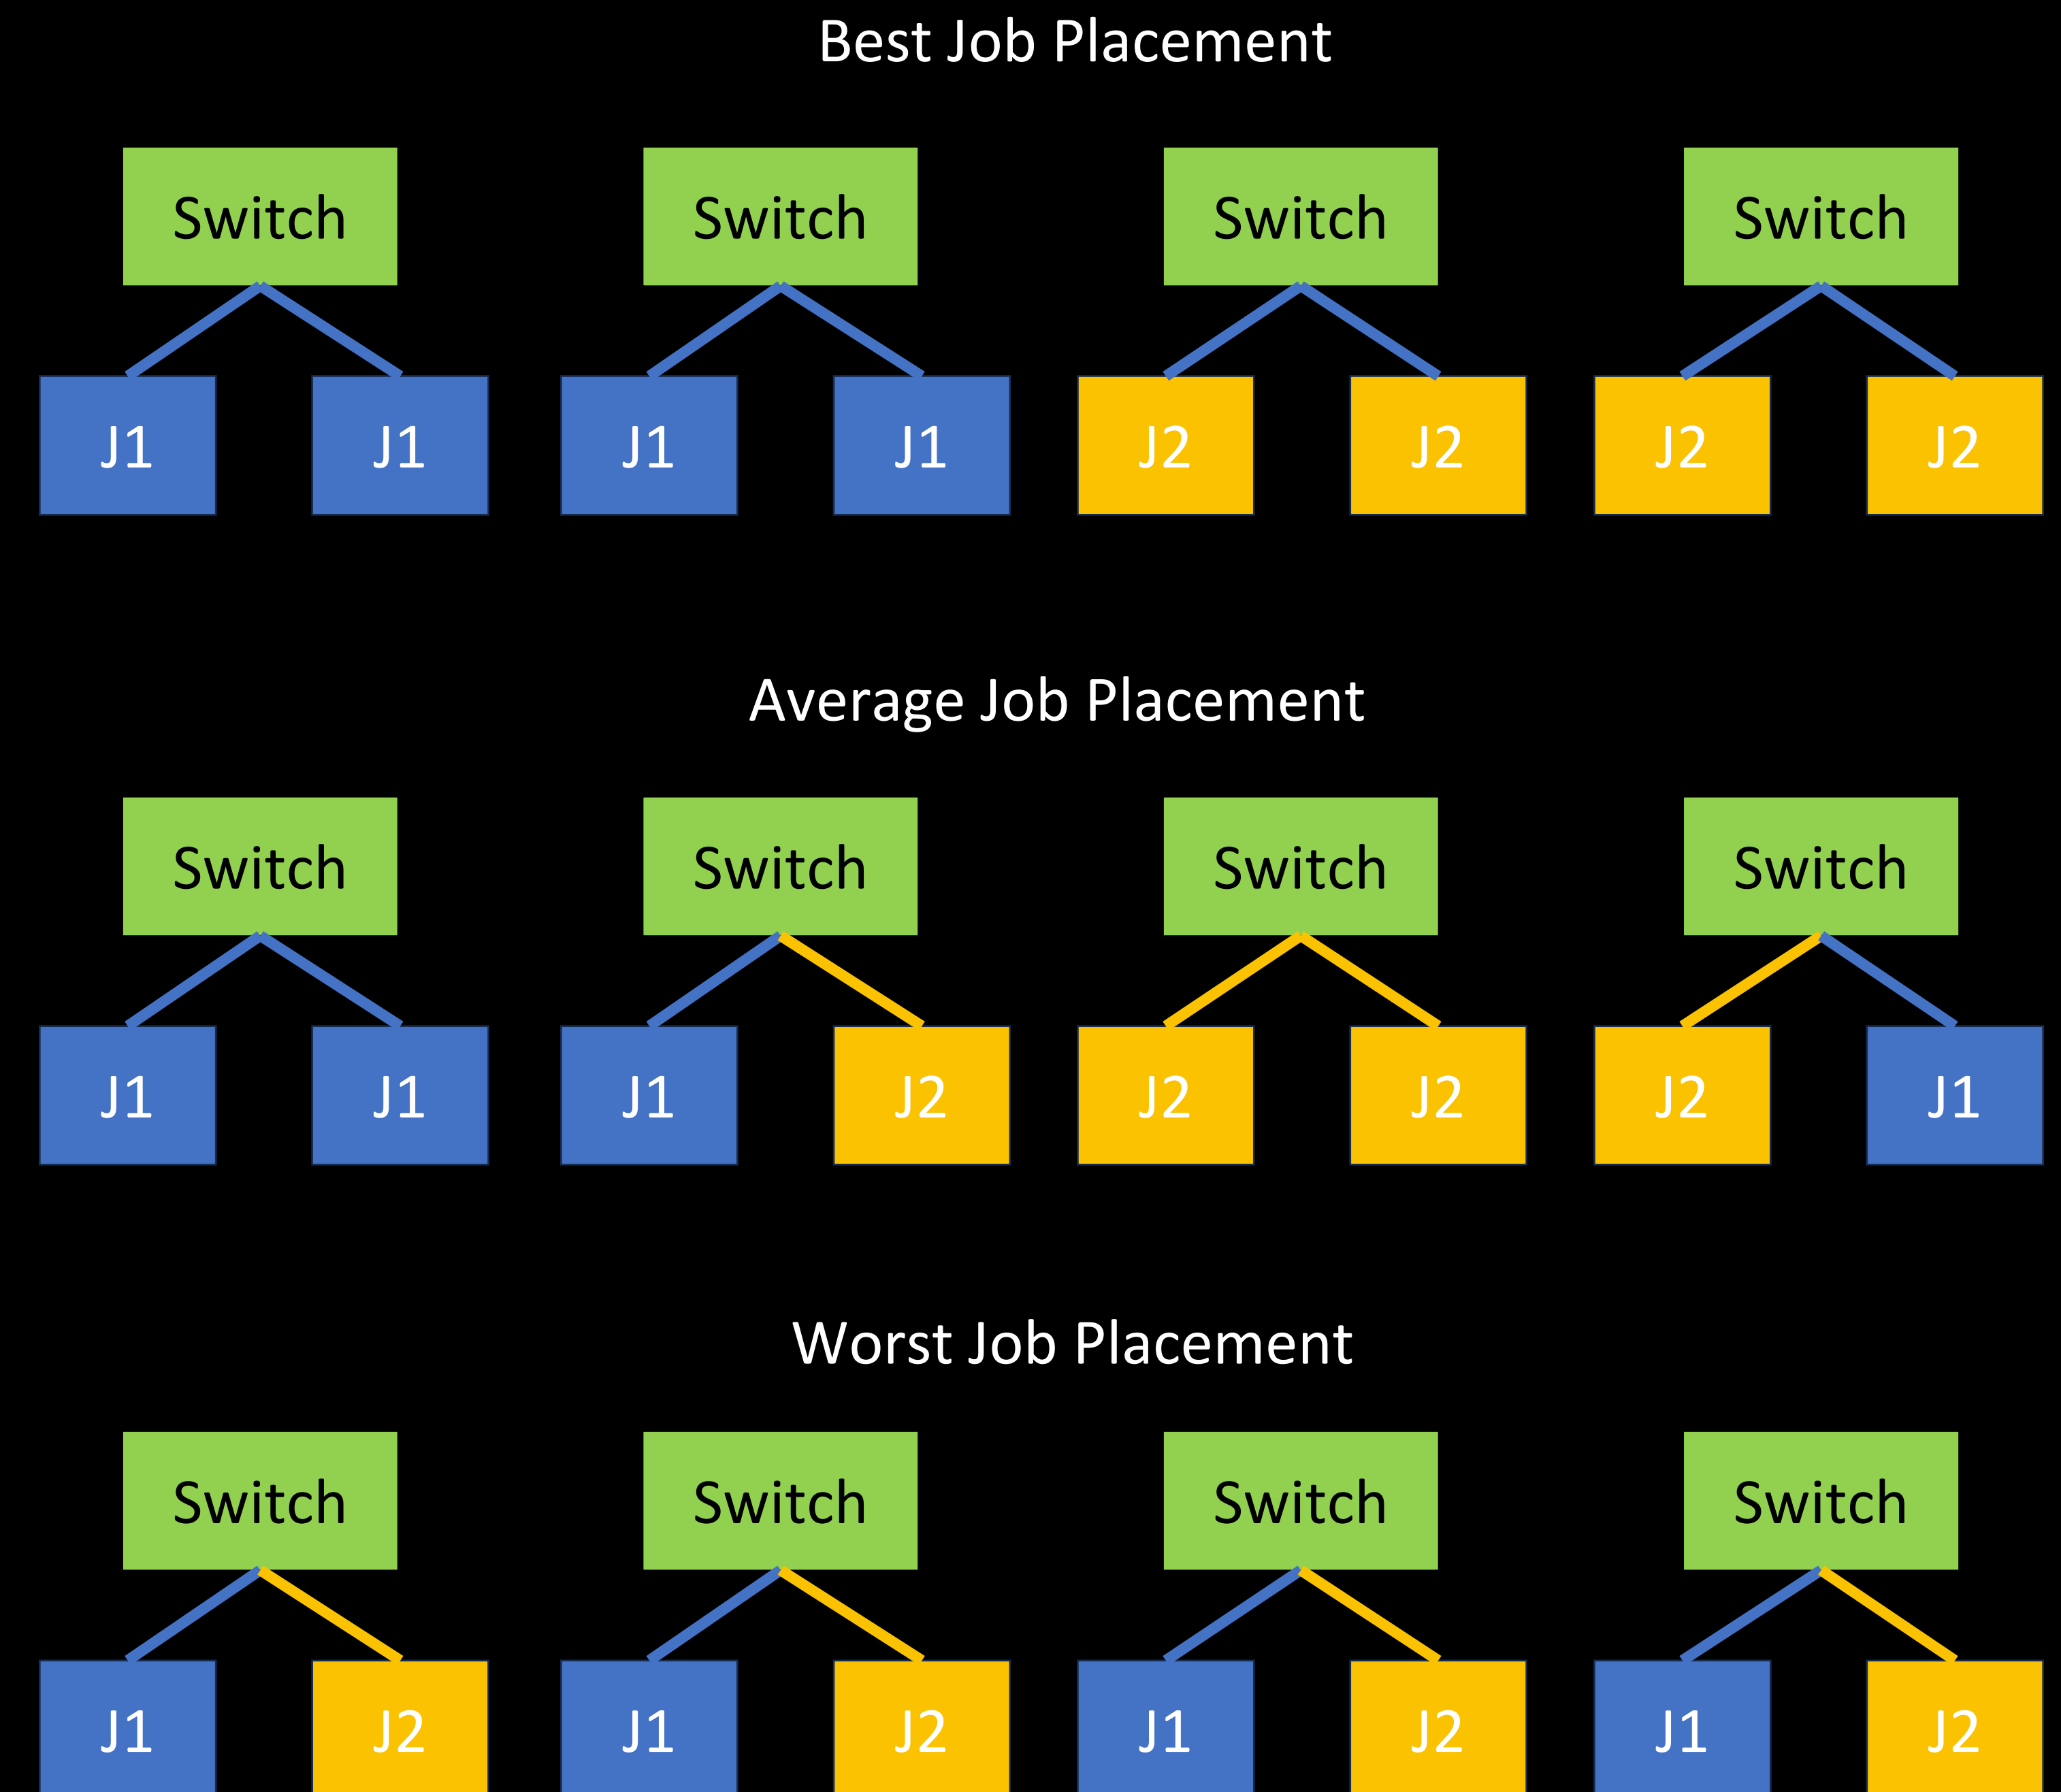 Best Job Placement
Switch Switch Switch Switch
J1 J1 J1 J1 J2 J2 J2 J2
Average Job Placement
Switch Switch Switch Switch
J1 J1 J1 J2 J2 J2 J2 J1
Worst Job Placement
Switch Switch Switch Switch
J1 J2 J1 J2 J1 J2 J1 J2